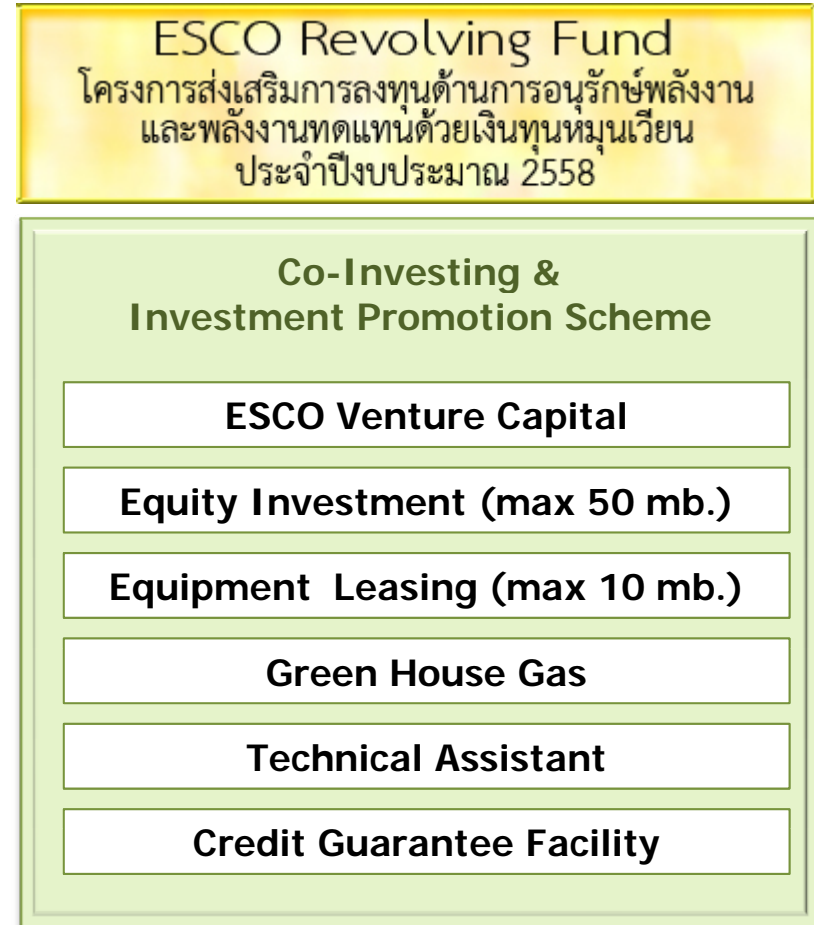 ESCO Revolving Fund
โครงการส่งเสริมการลงทุนด้านการอนุรักษ์พลังงาน
และพลังงานทดแทนด้วยเงินทุนหมุนเวียน
ประจำปีงบประมาณ 2558
Co-Investing &
Investment Promotion Scheme
ESCO Venture Capital
Equity Investment (max 50 mb.)
Equipment Leasing (max 10 mb.)
Green House Gas
Technical Assistant
Credit Guarantee Facility